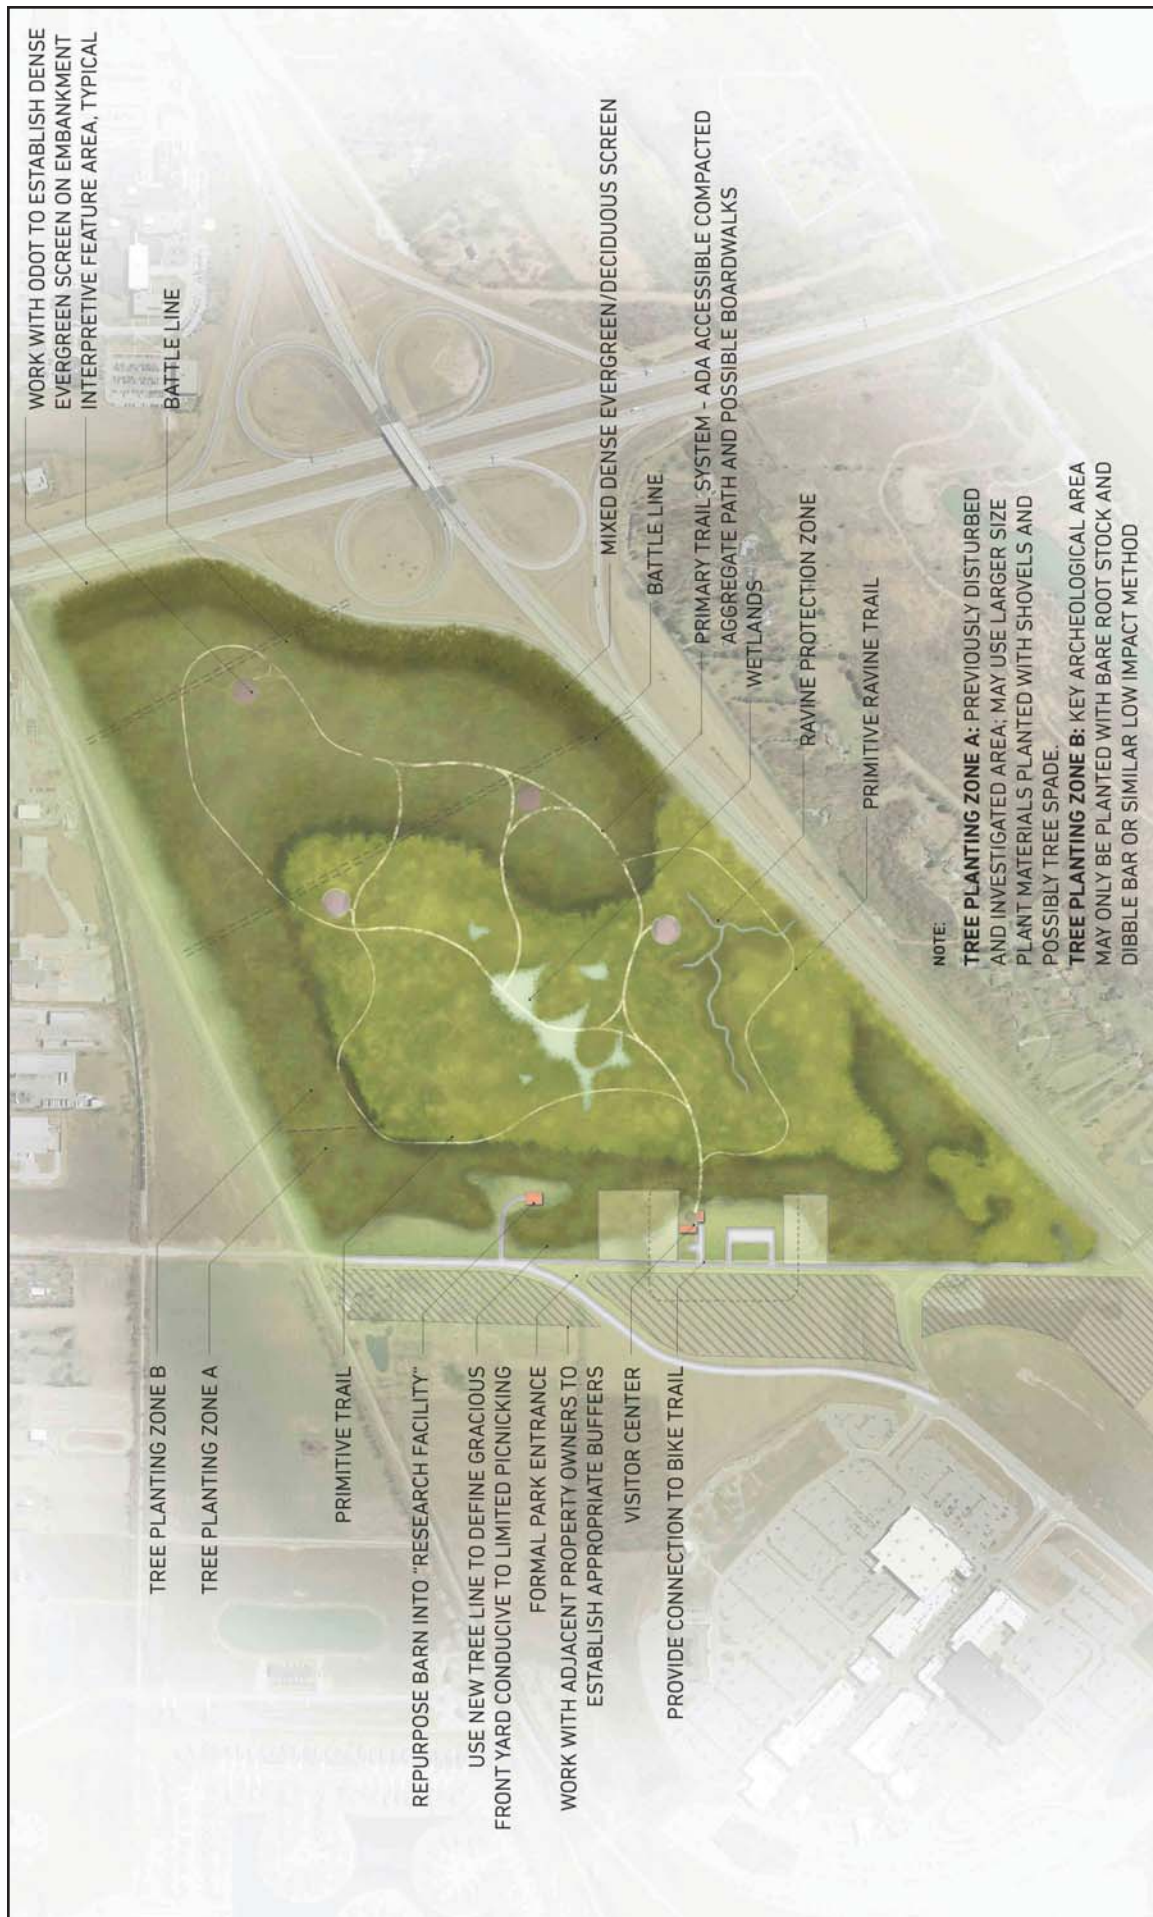 WORK WITH ODOT TO ESTABLISH DENSE
EVERGREEN SCREEN ON EMBANKMENT
INTERPRETIVE FEATURE AREA, TYPICAL
BATTLE LINE
MIXED DENSE EVERGREEN/DECIDUOUS SCREEN
BATTLE LINE
PRIMARY TRAIL SYSTEM - ADA ACCESSIBLE COMPACTED
AGGREGATE PATH AND POSSIBLE BOARDWALKS
WETLANDS
RAVINE PROTECTION ZONE
PRIMITIVE RAVINE TRAIL
TREE PLANTING ZONE B
TREE PLANTING ZONE A
PRIMITIVE TRAIL
REPURPOSE BARN INTO "RESEARCH FACILITY"
USE NEW TREE LINE TO DEFINE GRACIOUS
FRONT YARD CONDUCIVE TO LIMITED PICNICKING
FORMAL PARK ENTRANCE
WORK WITH ADJACENT PROPERTY OWNERS TO
ESTABLISH APPROPRIATE BUFFERS
VISITOR CENTER
PROVIDE CONNECTION TO BIKE TRAIL
NOTE:
TREE PLANTING ZONE A: PREVIOUSLY DISTURBED
AND INVESTIGATED AREA; MAY USE LARGER SIZE
PLANT MATERIALS PLANTED WITH SHOVELS AND
POSSIBLY TREE SPADE.
TREE PLANTING ZONE B: KEY ARCHEOLOGICAL AREA
MAY ONLY BE PLANTED WITH BARE ROOT STOCK AND
DIBBLE BAR OR SIMILAR LOW IMPACT METHOD